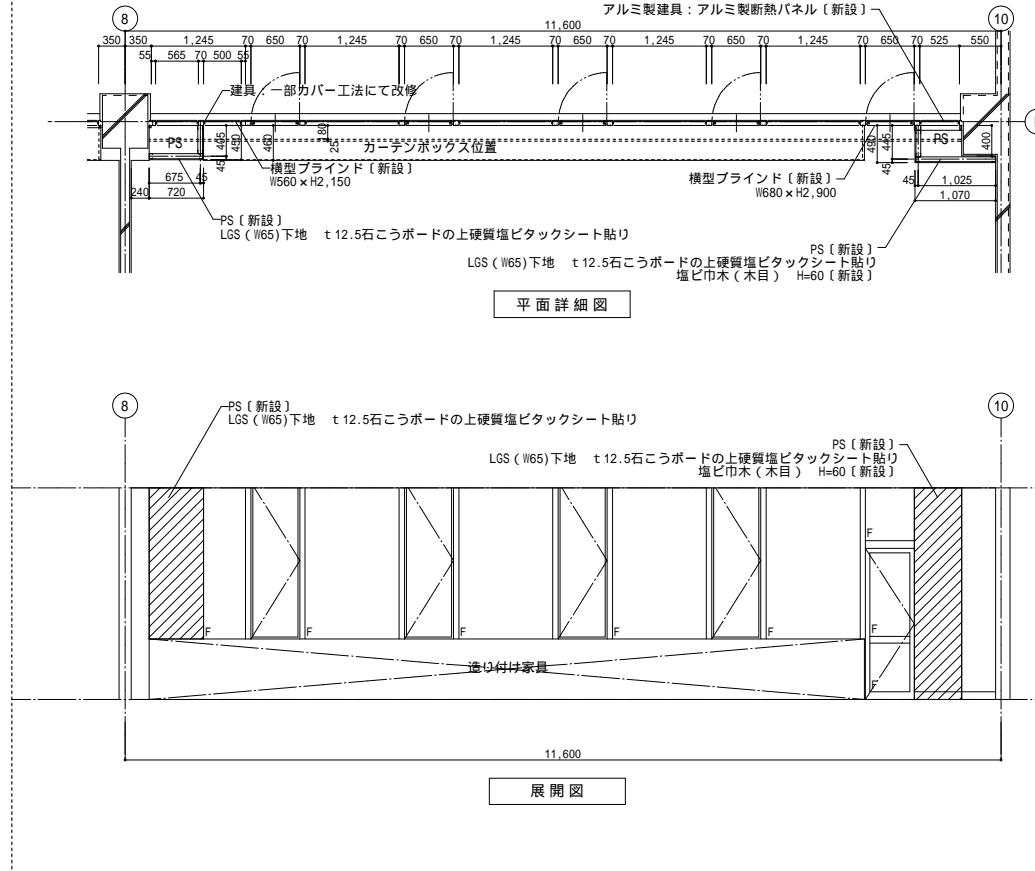 8
10
アルミ製建具：アルミ製断熱パネル〔新設〕
11,600
350 350 1,245 70 650 70 1,245 70 650 70 1,245 70 650 70 1,245 70 650 70 1,245 70 650 70 525 550
55 565 70 500 55
建具：一部カバー工法にて改修
PS
405
45
450
460
180
25
カーテンボックス位置
490
445
45
PS
400
横型ブラインド〔新設〕
W560×H2,150
横型ブラインド〔新設〕
W680×H2,900
675 45
240 720
45 1,025
1,070
PS〔新設〕
LGS(W65)下地　t12.5石こうボードの上硬質塩ビタックシート貼り
PS〔新設〕
LGS(W65)下地　t12.5石こうボードの上硬質塩ビタックシート貼り
塩ビ巾木(木目)　H=60〔新設〕
平面詳細図
8
10
PS〔新設〕
LGS(W65)下地　t12.5石こうボードの上硬質塩ビタックシート貼り
PS〔新設〕
LGS(W65)下地　t12.5石こうボードの上硬質塩ビタックシート貼り
塩ビ巾木(木目)　H=60〔新設〕
F
F F F F F F
F
造り付け家具
11,600
展開図